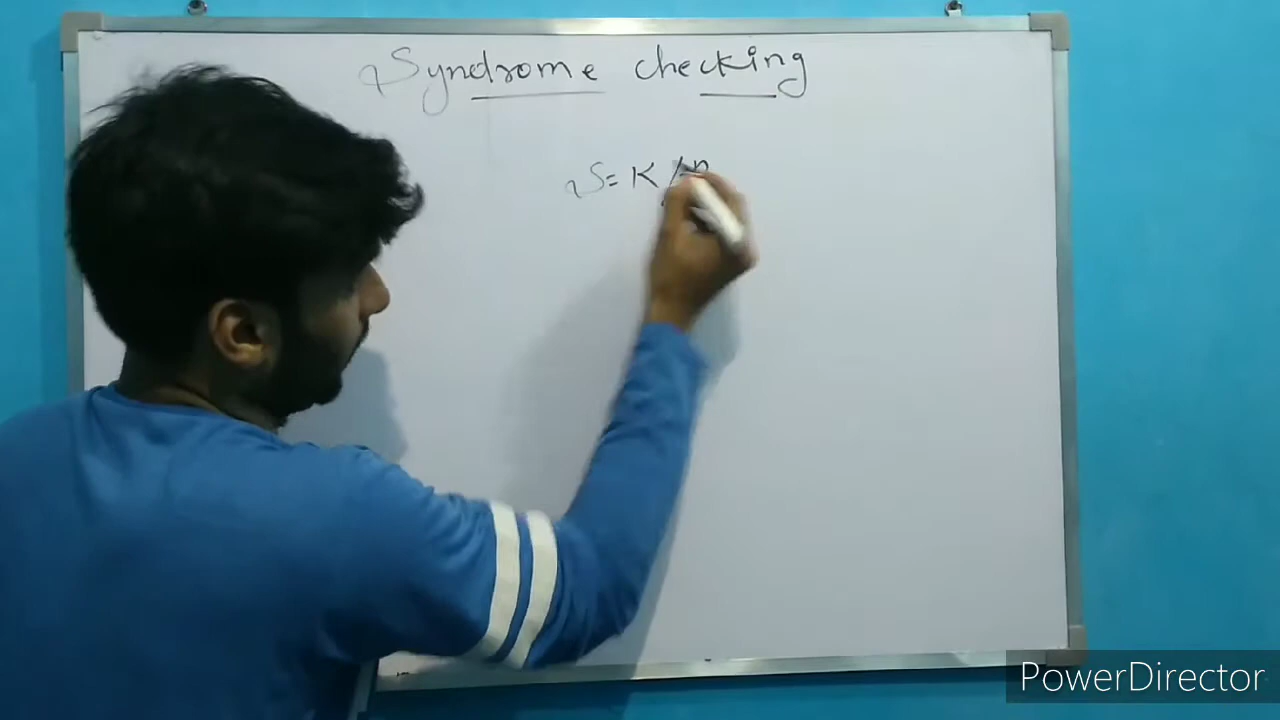 Syndrome checking
S = K / n
PowerDirector